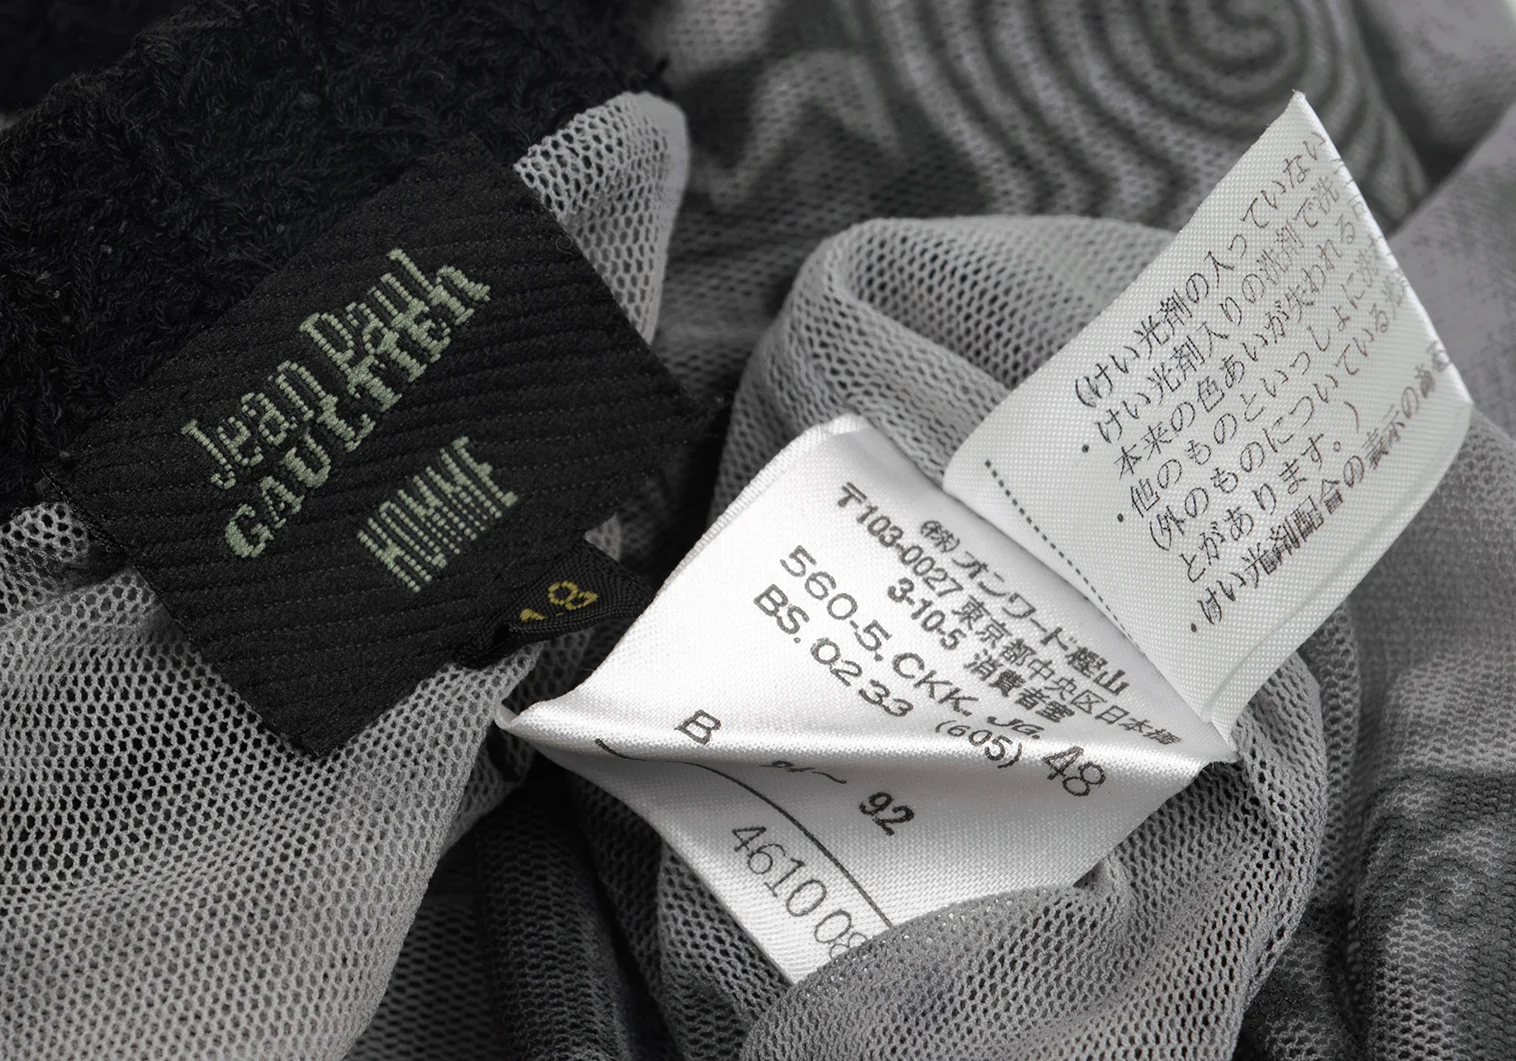 Jean Paul
GAULTIER
HOMME
48
(株)オンワード樫山
〒103-0027 東京都中央区日本橋
3-10-5 消費者室
560-5, CKK. JG. 48
BS. 0233 (605)
B
92
461008
(けい光剤の入っていない
・けい光剤入りの洗剤で洗
本来の色あいが失われる
・他のものといっしょに洗
(外のものについている
とがあります。)
・けい光剤配合の表示の